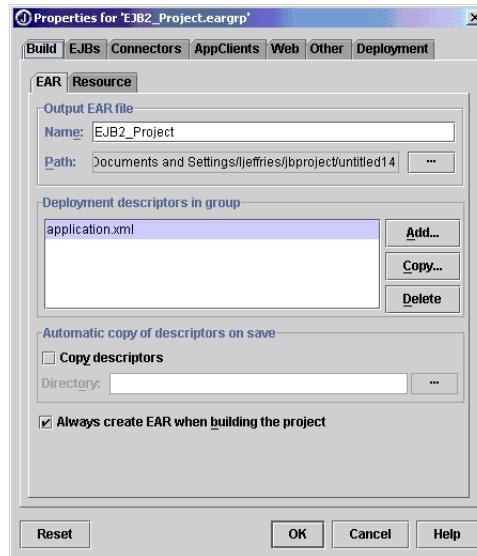 Properties for 'EJB2_Project.eargrp'
Build EJBs Connectors AppClients Web Other Deployment
EAR Resource
Output EAR file
Name: EJB2_Project
Path: Documents and Settings/ljeffries/jbproject/untitled14 ...
Deployment descriptors in group
application.xml
Add...
Copy...
Delete
Automatic copy of descriptors on save
Copy descriptors
Directory: ...
Always create EAR when building the project
Reset OK Cancel Help